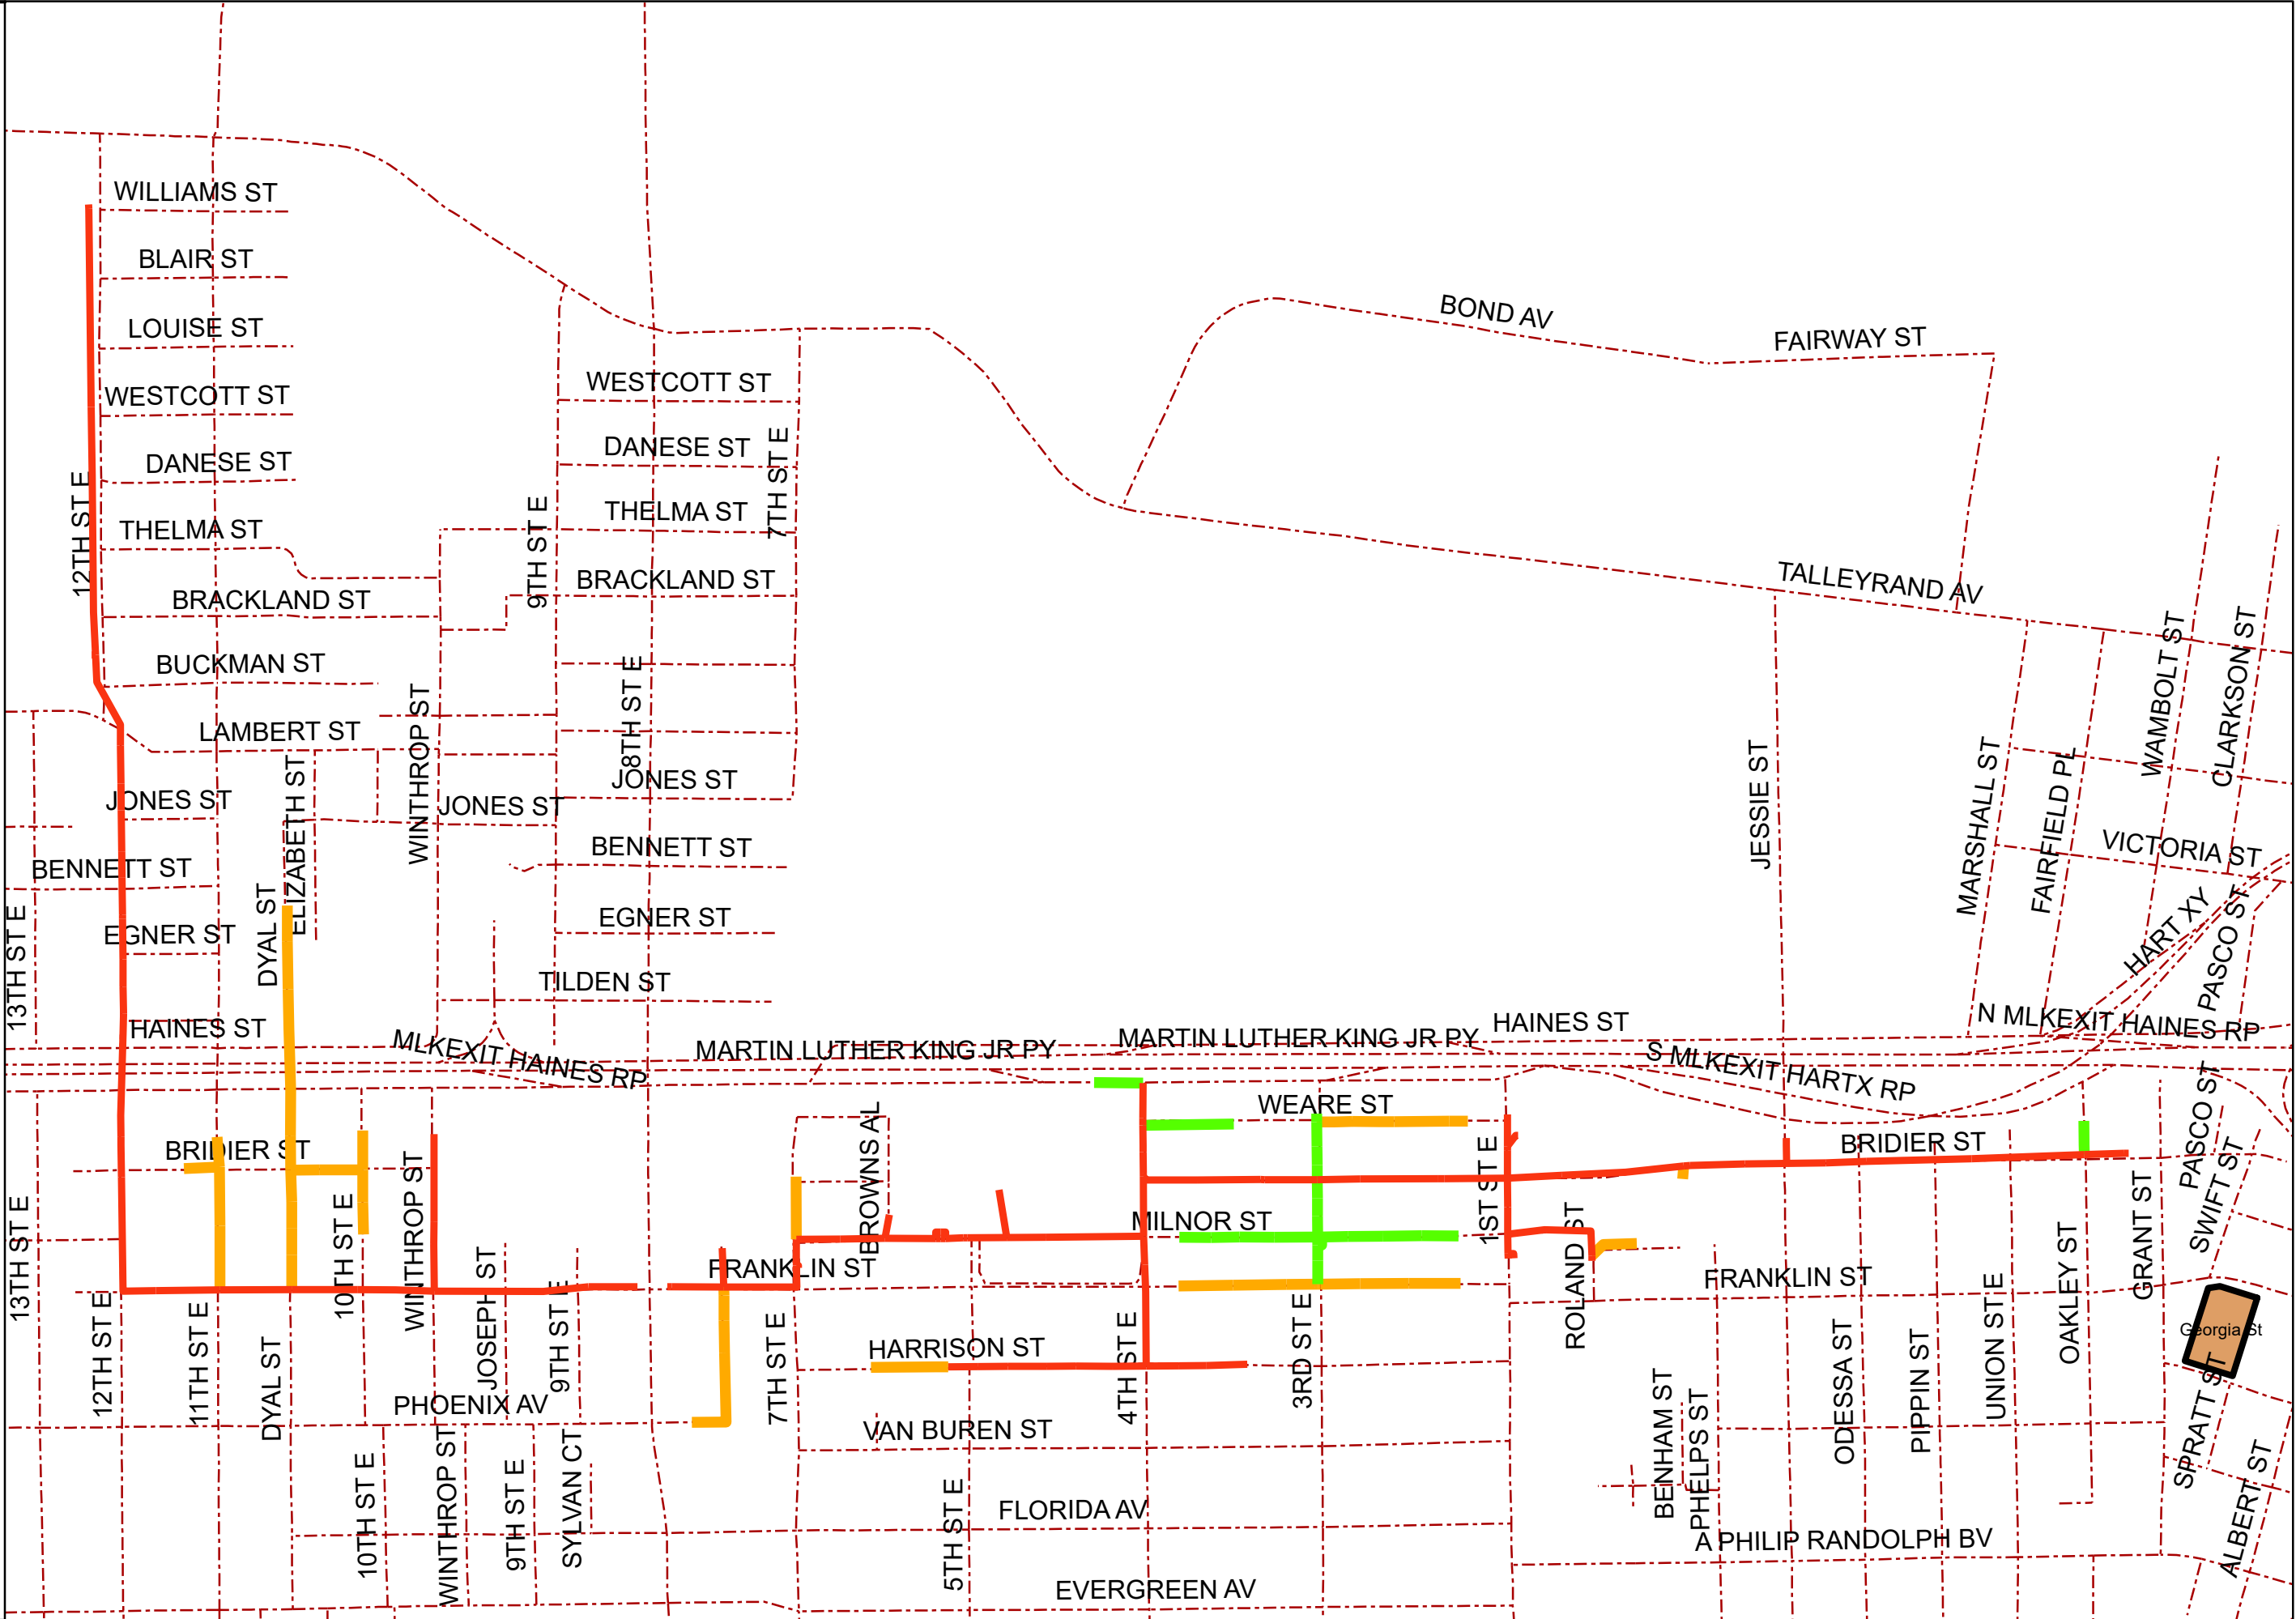 WILLIAMS ST
BLAIR ST
BOND AV
LOUISE ST
FAIRWAY ST
WESTCOTT ST
WESTCOTT ST
DANESE ST
DANESE ST
7TH ST E
12TH ST E
THELMA ST
9TH ST E
THELMA ST
BRACKLAND ST
BRACKLAND ST
TALLEYRAND AV
BUCKMAN ST
WINTHROP ST
8TH ST E
WAMBOLT ST
CLARKSON ST
LAMBERT ST
JONES ST
ELIZABETH ST
JONES ST
JONES ST
JESSIE ST
MARSHALL ST
FAIRFIELD PL
BENNETT ST
BENNETT ST
VICTORIA ST
13TH ST E
EGNER ST
DYAL ST
EGNER ST
HART XY
PASCO ST
TILDEN ST
HAINES ST
MLKEXIT HAINES RP
MARTIN LUTHER KING JR PY
MARTIN LUTHER KING JR PY
HAINES ST
N MLKEXIT HAINES RP
S MLKEXIT HARTX RP
WEARE ST
PASCO ST
BRIDIER ST
BROWNS AL
1ST ST E
BRIDIER ST
SWIFT ST
13TH ST E
10TH ST E
WINTHROP ST
MILNOR ST
ROLAND ST
OAKLEY ST
GRANT ST
JOSEPH ST
9TH ST E
FRANKLIN ST
FRANKLIN ST
12TH ST E
11TH ST E
DYAL ST
7TH ST E
HARRISON ST
4TH ST E
3RD ST E
ODESSA ST
PIPPIN ST
UNION ST E
Georgia St
PHOENIX AV
VAN BUREN ST
BENHAM ST
PHELPS ST
SPRATT ST
10TH ST E
WINTHROP ST
9TH ST E
SYLVAN CT
5TH ST E
FLORIDA AV
A PHILIP RANDOLPH BV
ALBERT ST
EVERGREEN AV